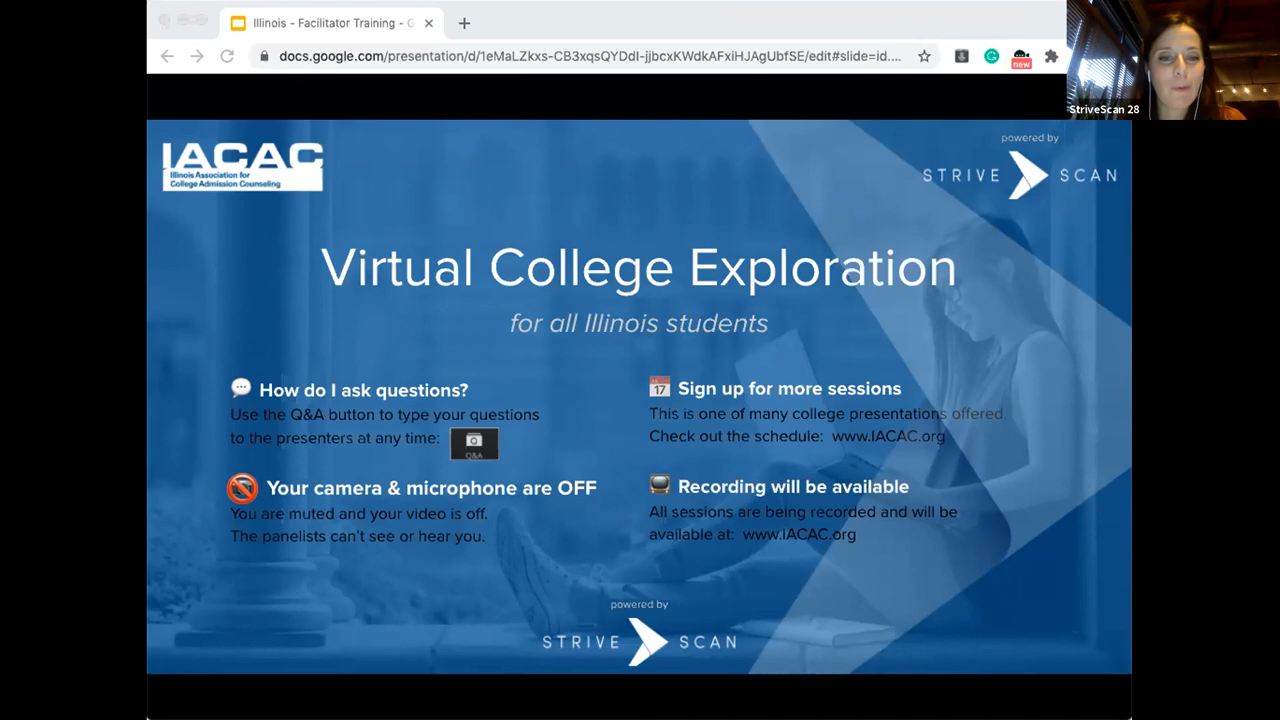 Illinois - Facilitator Training - G
docs.google.com/presentation/d/1eMaLZkxs-CB3xqsQYDdI-jjbcxKWdkAFxiHJAgUbfSE/edit#slide=id....
new
StriveScan 28
IACAC
Illinois Association for
College Admission Counseling
powered by
STRIVE SCAN
Virtual College Exploration
for all Illinois students
How do I ask questions?
Use the Q&A button to type your questions
to the presenters at any time:
Q&A
Your camera & microphone are OFF
You are muted and your video is off.
The panelists can't see or hear you.
17
Sign up for more sessions
This is one of many college presentations offered.
Check out the schedule: www.IACAC.org
Recording will be available
All sessions are being recorded and will be
available at: www.IACAC.org
powered by
STRIVE SCAN